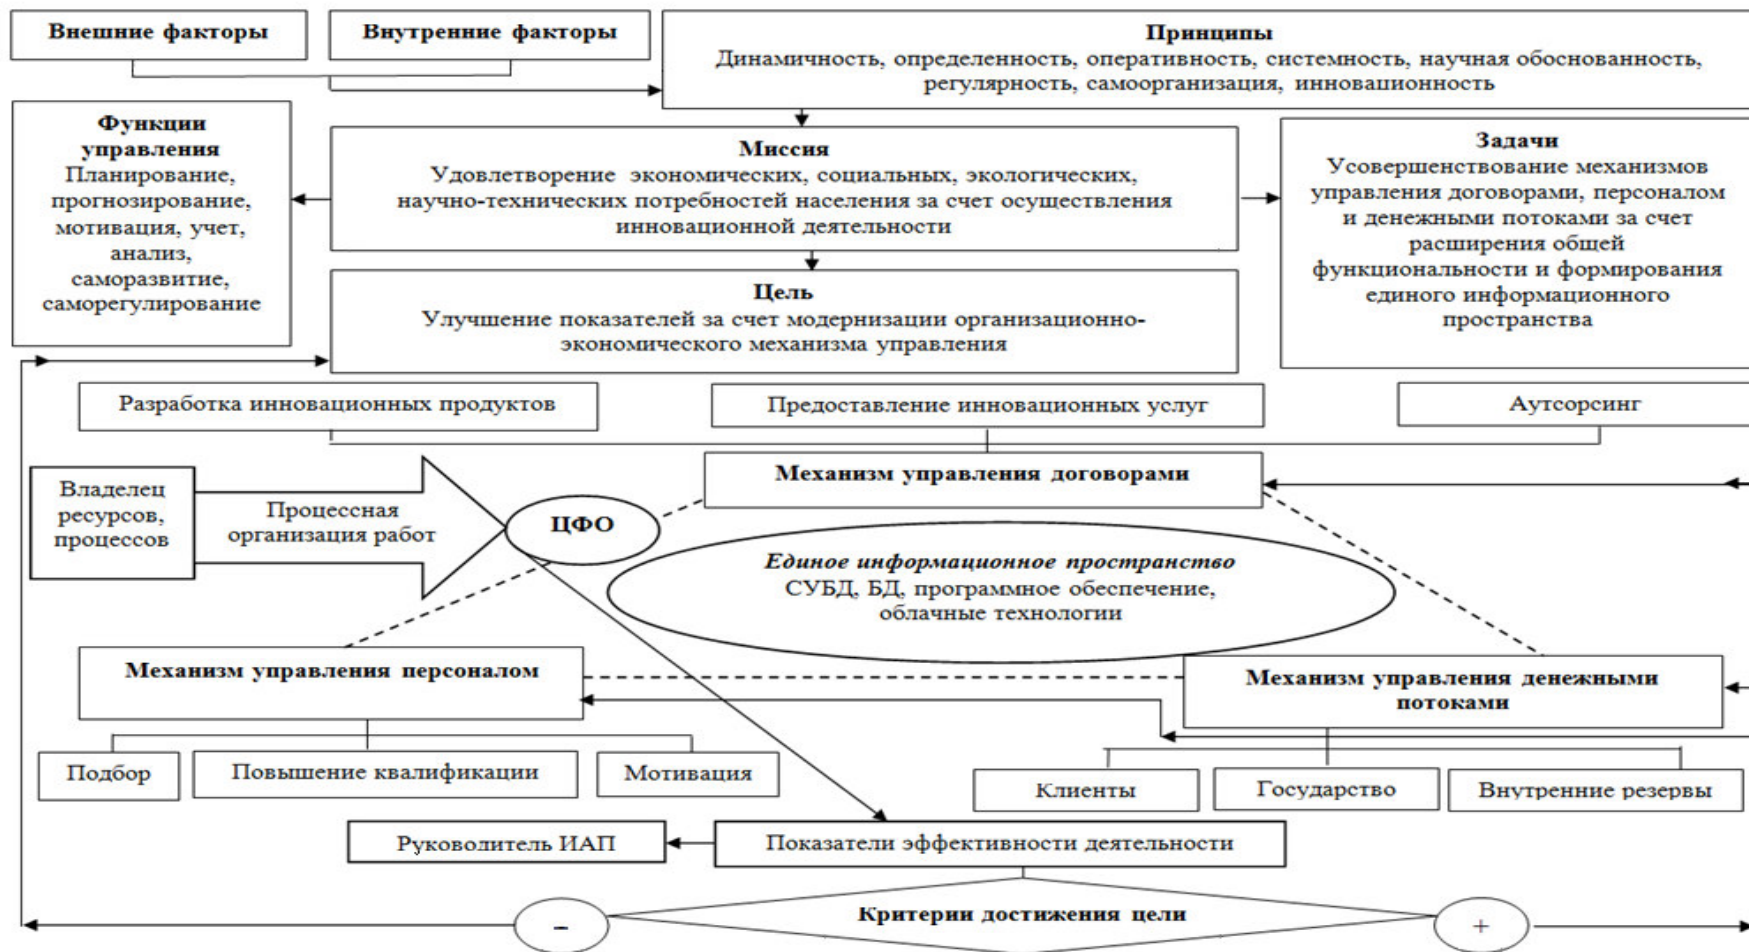 Внешние факторы
Внутренние факторы
Принципы
Динамичность, определенность, оперативность, системность, научная обоснованность,
регулярность, самоорганизация, инновационность
Функции
управления
Планирование,
прогнозирование,
мотивация, учет,
анализ,
саморазвитие,
саморегулирование
Миссия
Удовлетворение экономических, социальных, экологических,
научно-технических потребностей населения за счет осуществления
инновационной деятельности
Задачи
Усовершенствование механизмов
управления договорами, персоналом
и денежными потоками за счет
расширения общей
функциональности и формирования
единого информационного
пространства
Цель
Улучшение показателей за счет модернизации организационно-
экономического механизма управления
Разработка инновационных продуктов
Предоставление инновационных услуг
Аутсорсинг
Механизм управления договорами
Владелец
ресурсов,
процессов
Процессная
организация работ
ЦФО
Единое информационное пространство
СУБД, БД, программное обеспечение,
облачные технологии
Механизм управления персоналом
Механизм управления денежными
потоками
Подбор
Повышение квалификации
Мотивация
Клиенты
Государство
Внутренние резервы
Руководитель ИАП
Показатели эффективности деятельности
–
Критерии достижения цели
+